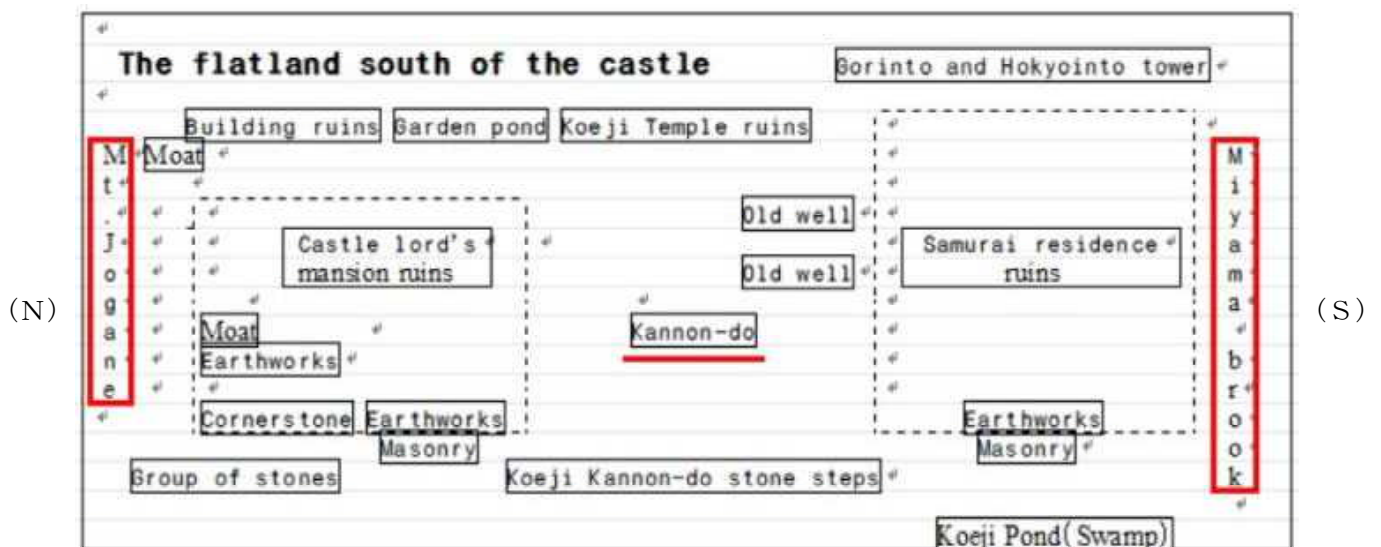 The flatland south of the castle
Gorinto and Hokyointo tower
Building ruins Garden pond Koeji Temple ruins
Mt. Jogane
Moat
Miyama brook
Old well
Castle lord's
mansion ruins
Samurai residence
ruins
Old well
(N)
(S)
Moat
Kannon-do
Earthworks
Cornerstone Earthworks
Masonry
Earthworks
Masonry
Group of stones
Koeji Kannon-do stone steps
Koeji Pond(Swamp)